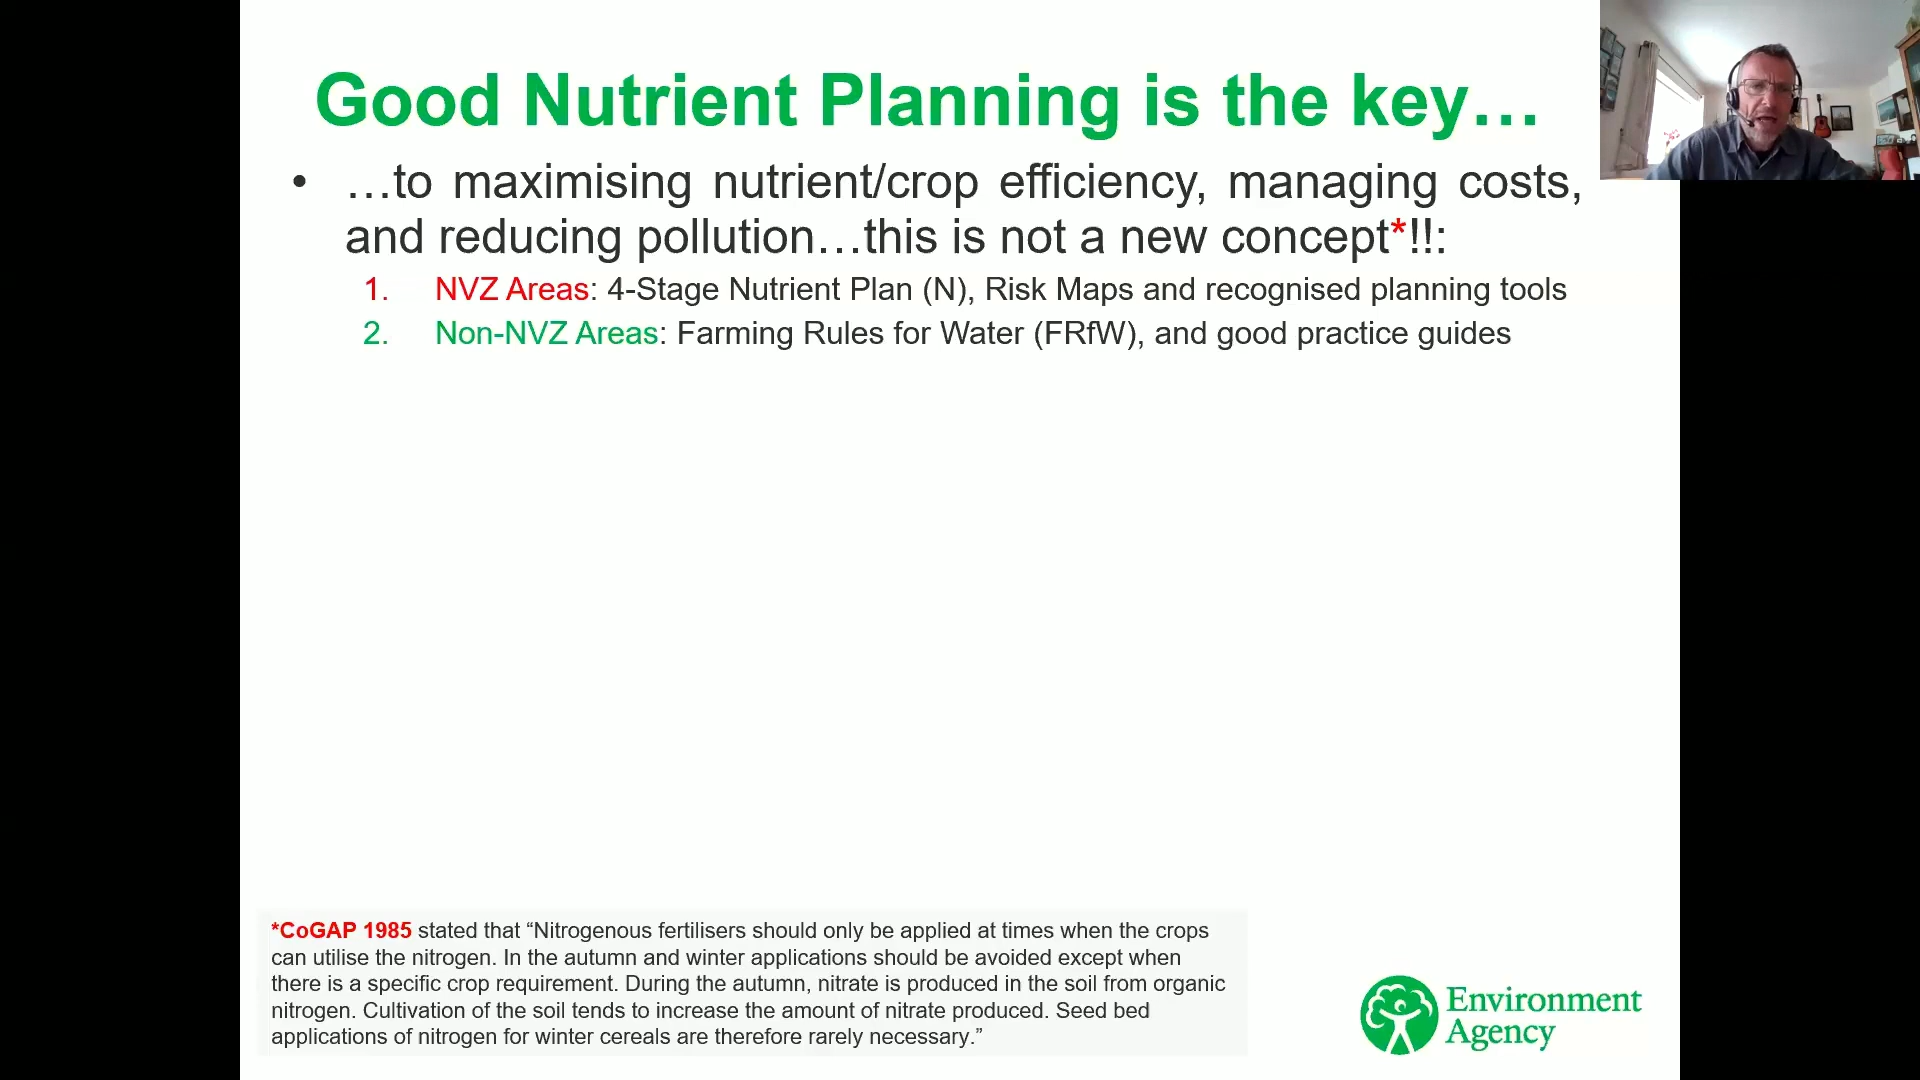 Good Nutrient Planning is the key…
• …to maximising nutrient/crop efficiency, managing costs,
and reducing pollution…this is not a new concept*!!:
1. NVZ Areas: 4-Stage Nutrient Plan (N), Risk Maps and recognised planning tools
2. Non-NVZ Areas: Farming Rules for Water (FRfW), and good practice guides
*CoGAP 1985 stated that “Nitrogenous fertilisers should only be applied at times when the crops
can utilise the nitrogen. In the autumn and winter applications should be avoided except when
there is a specific crop requirement. During the autumn, nitrate is produced in the soil from organic
nitrogen. Cultivation of the soil tends to increase the amount of nitrate produced. Seed bed
applications of nitrogen for winter cereals are therefore rarely necessary.”
Environment
Agency